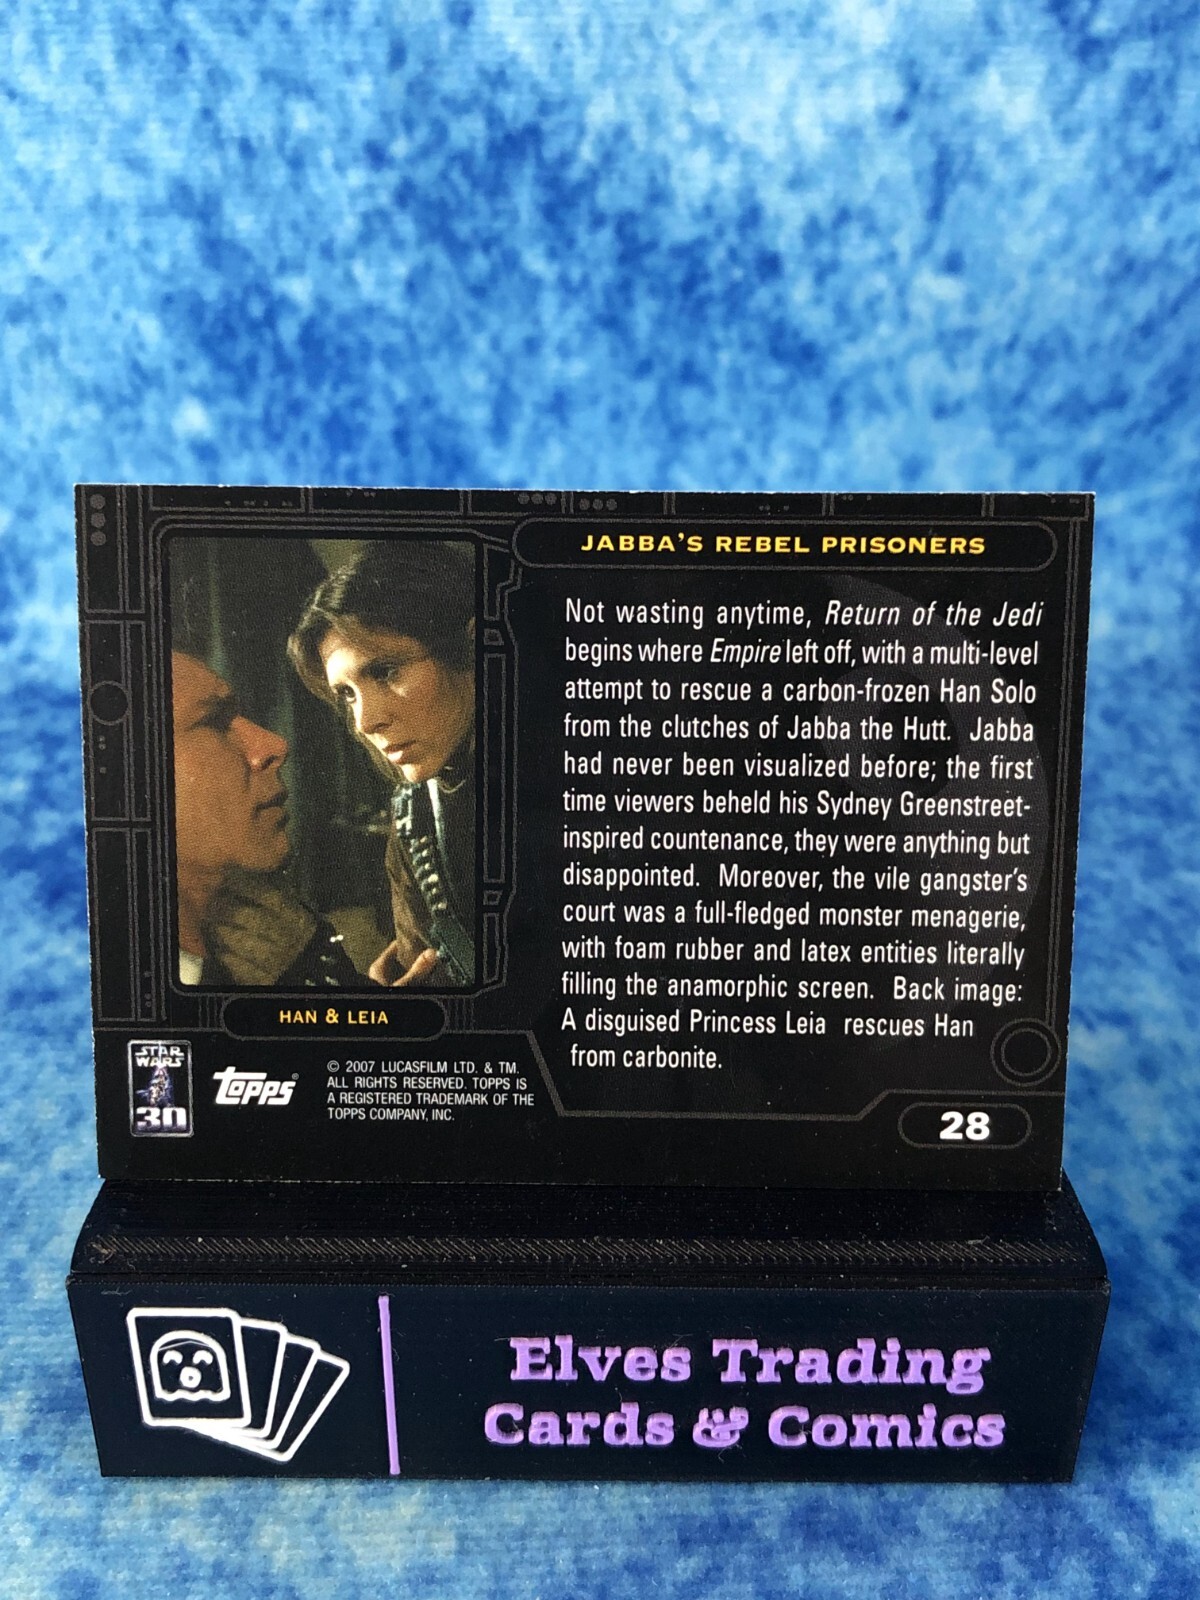 JABBA'S REBEL PRISONERS
Not wasting anytime, Return of the Jedi
begins where Empire left off, with a multi-level
attempt to rescue a carbon-frozen Han Solo
from the clutches of Jabba the Hutt. Jabba
had never been visualized before; the first
time viewers beheld his Sydney Greenstreet-
inspired countenance, they were anything but
disappointed. Moreover, the vile gangster's
court was a full-fledged monster menagerie,
with foam rubber and latex entities literally
filling the anamorphic screen. Back image:
A disguised Princess Leia rescues Han
from carbonite.
HAN & LEIA
STAR
WARS
30
Topps®
© 2007 LUCASFILM LTD. & TM.
ALL RIGHTS RESERVED. TOPPS IS
A REGISTERED TRADEMARK OF THE
TOPPS COMPANY, INC.
28
Elves Trading
Cards & Comics